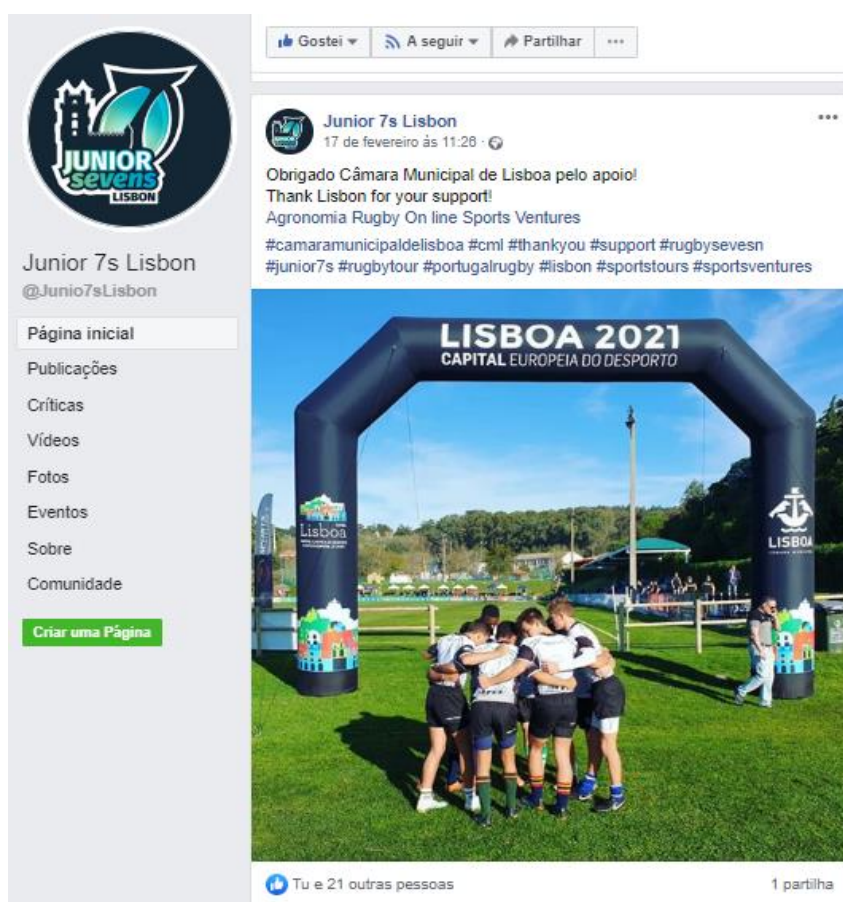 Gostei
A seguir
Partilhar
JUNIOR
sevens
LISBON
Junior 7s Lisbon
@Junio7sLisbon
Página inicial
Publicações
Críticas
Vídeos
Fotos
Eventos
Sobre
Comunidade
Criar uma Página
Junior 7s Lisbon
17 de fevereiro às 11:26 ·
Obrigado Câmara Municipal de Lisboa pelo apoio!
Thank Lisbon for your support!
Agronomia Rugby On line Sports Ventures
#camaramunicipaldelisboa #cml #thankyou #support #rugbysevesn
#junior7s #rugbytour #portugalrugby #lisbon #sportstours #sportsventures
LISBOA 2021
CAPITAL EUROPEIA DO DESPORTO
Lisboa
LISBOA
Tu e 21 outras pessoas
1 partilha